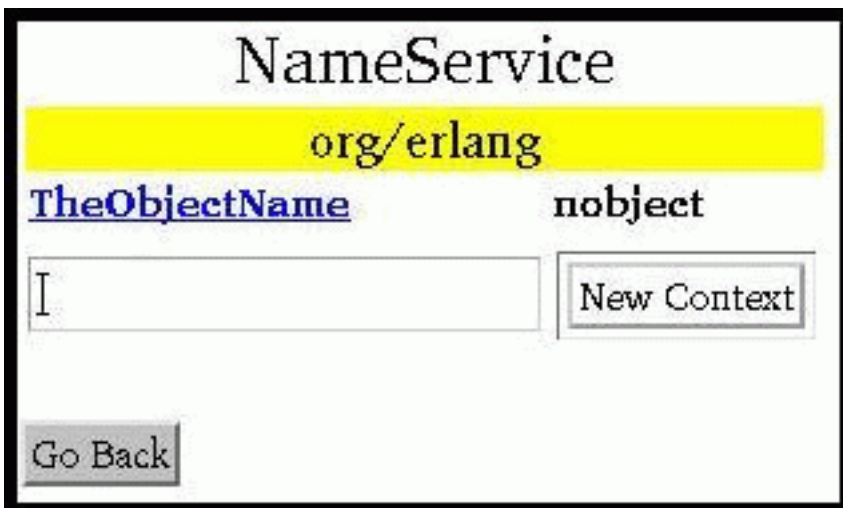 NameService
org/erlang
TheObjectName nobject
New Context
Go Back